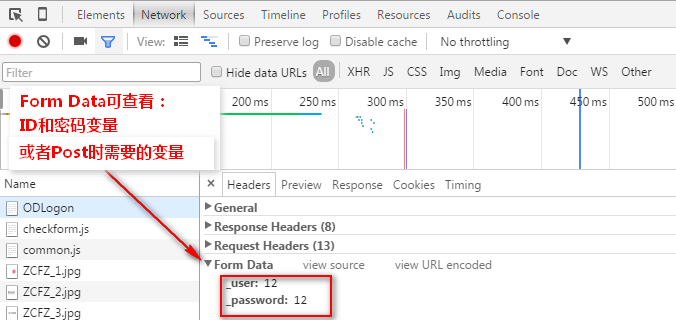 Elements Network Sources Timeline Profiles Resources Audits Console
View: Preserve log Disable cache No throttling
Filter Hide data URLs All XHR JS CSS Img Media Font Doc WS Other
200 ms 250 ms 300 ms 350 ms 400 ms 450 ms 500 ms
Form Data可查看：
ID和密码变量
或者Post时需要的变量
Name
ODLogon
checkform.js
common.js
ZCFZ_1.jpg
ZCFZ_2.jpg
ZCFZ_3.jpg
× Headers Preview Response Cookies Timing
General
Response Headers (8)
Request Headers (13)
Form Data view source view URL encoded
_user: 12
_password: 12